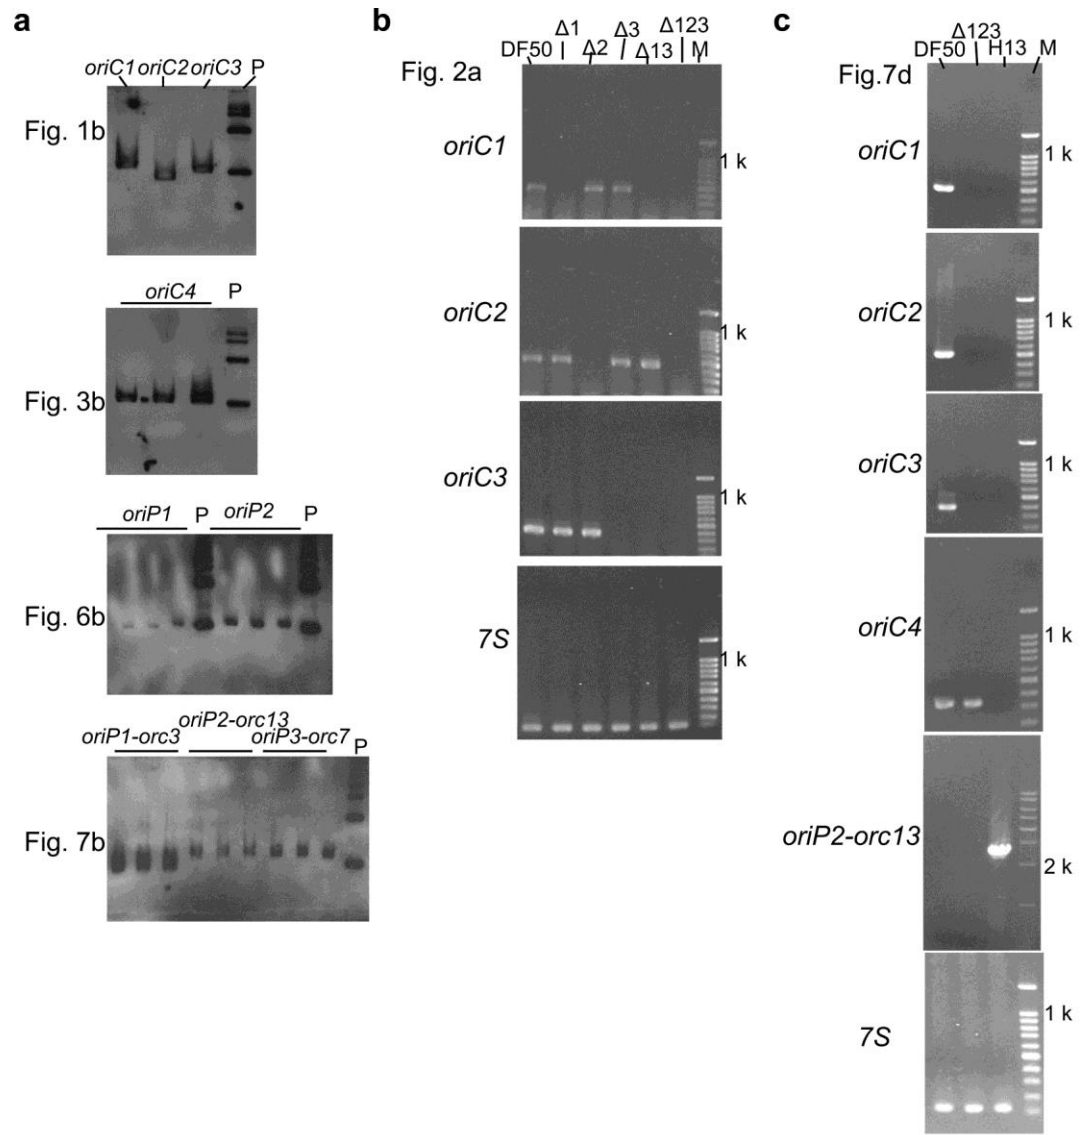 a
oriC1 oriC2 oriC3 P
Fig. 1b
oriC4 P
Fig. 3b
oriP1 P oriP2 P
Fig. 6b
oriP2-orc13
oriP1-orc3 oriP3-orc7 P
Fig. 7b
b
Δ1 Δ3 Δ123
DF50 Δ2 Δ13 M
Fig. 2a
oriC1
1 k
oriC2
1 k
oriC3
1 k
7S
1 k
c
Δ123
DF50 H13 M
Fig.7d
oriC1
1 k
oriC2
1 k
oriC3
1 k
oriC4
1 k
oriP2-orc13
2 k
1 k
7S